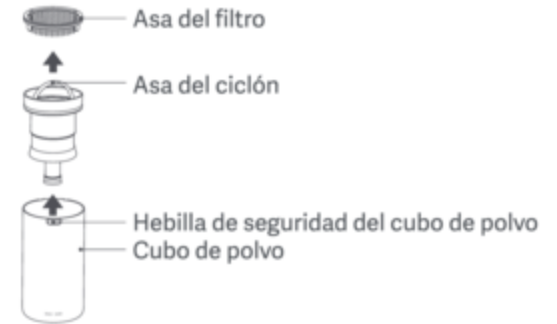 Asa del filtro
Asa del ciclón
Hebilla de seguridad del cubo de polvo
Cubo de polvo